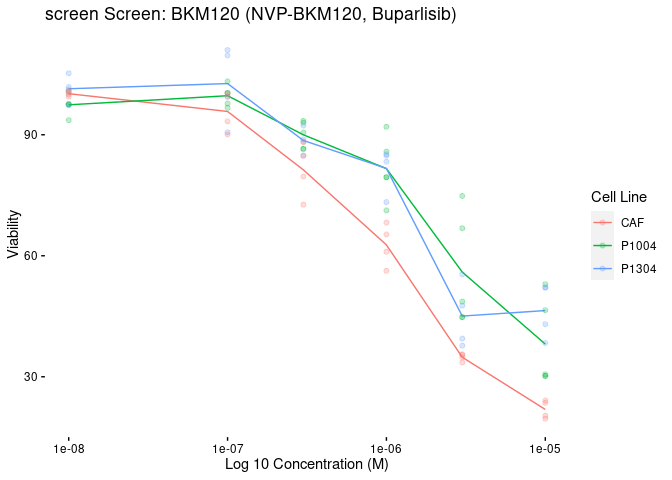 screen Screen: BKM120 (NVP-BKM120, Buparlisib)
90
60
30
Viability
1e-08 1e-07 1e-06 1e-05
Log 10 Concentration (M)
Cell Line
CAF
P1004
P1304